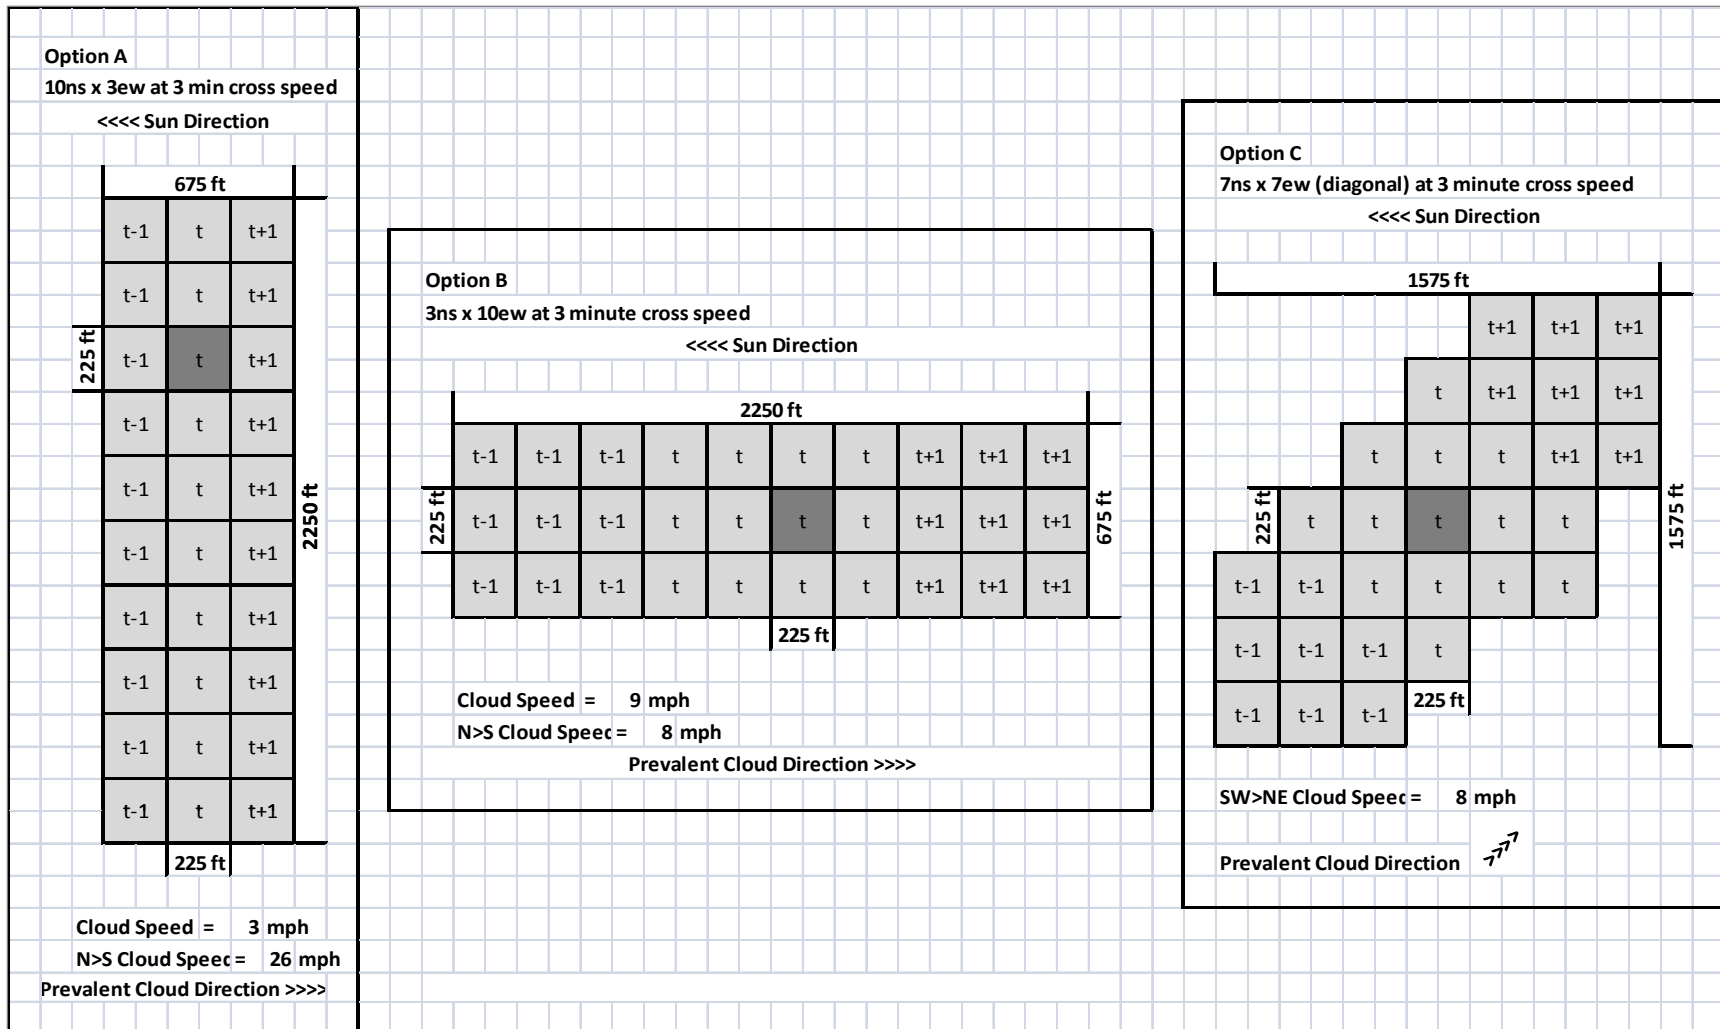 Option A
10ns x 3ew at 3 min cross speed
<<<< Sun Direction
675 ft
t-1 t t+1
t-1 t t+1
225 ft t-1 t t+1
t-1 t t+1
t-1 t t+1
2250 ft
t-1 t t+1
t-1 t t+1
t-1 t t+1
t-1 t t+1
t-1 t t+1
225 ft
Cloud Speed = 3 mph
N>S Cloud Speed = 26 mph
Prevalent Cloud Direction >>>>
Option B
3ns x 10ew at 3 minute cross speed
<<<< Sun Direction
2250 ft
t-1 t-1 t-1 t t t t t+1 t+1 t+1
225 ft t-1 t-1 t-1 t t t t t+1 t+1 t+1 675 ft
t-1 t-1 t-1 t t t t t+1 t+1 t+1
225 ft
Cloud Speed = 9 mph
N>S Cloud Speed = 8 mph
Prevalent Cloud Direction >>>>
Option C
7ns x 7ew (diagonal) at 3 minute cross speed
<<<< Sun Direction
1575 ft
t+1 t+1 t+1
t t+1 t+1 t+1
t t t t+1 t+1
225 ft t t t t t 1575 ft
t-1 t-1 t t t t
t-1 t-1 t-1 t
t-1 t-1 t-1 225 ft
SW>NE Cloud Speed = 8 mph
Prevalent Cloud Direction >>>>